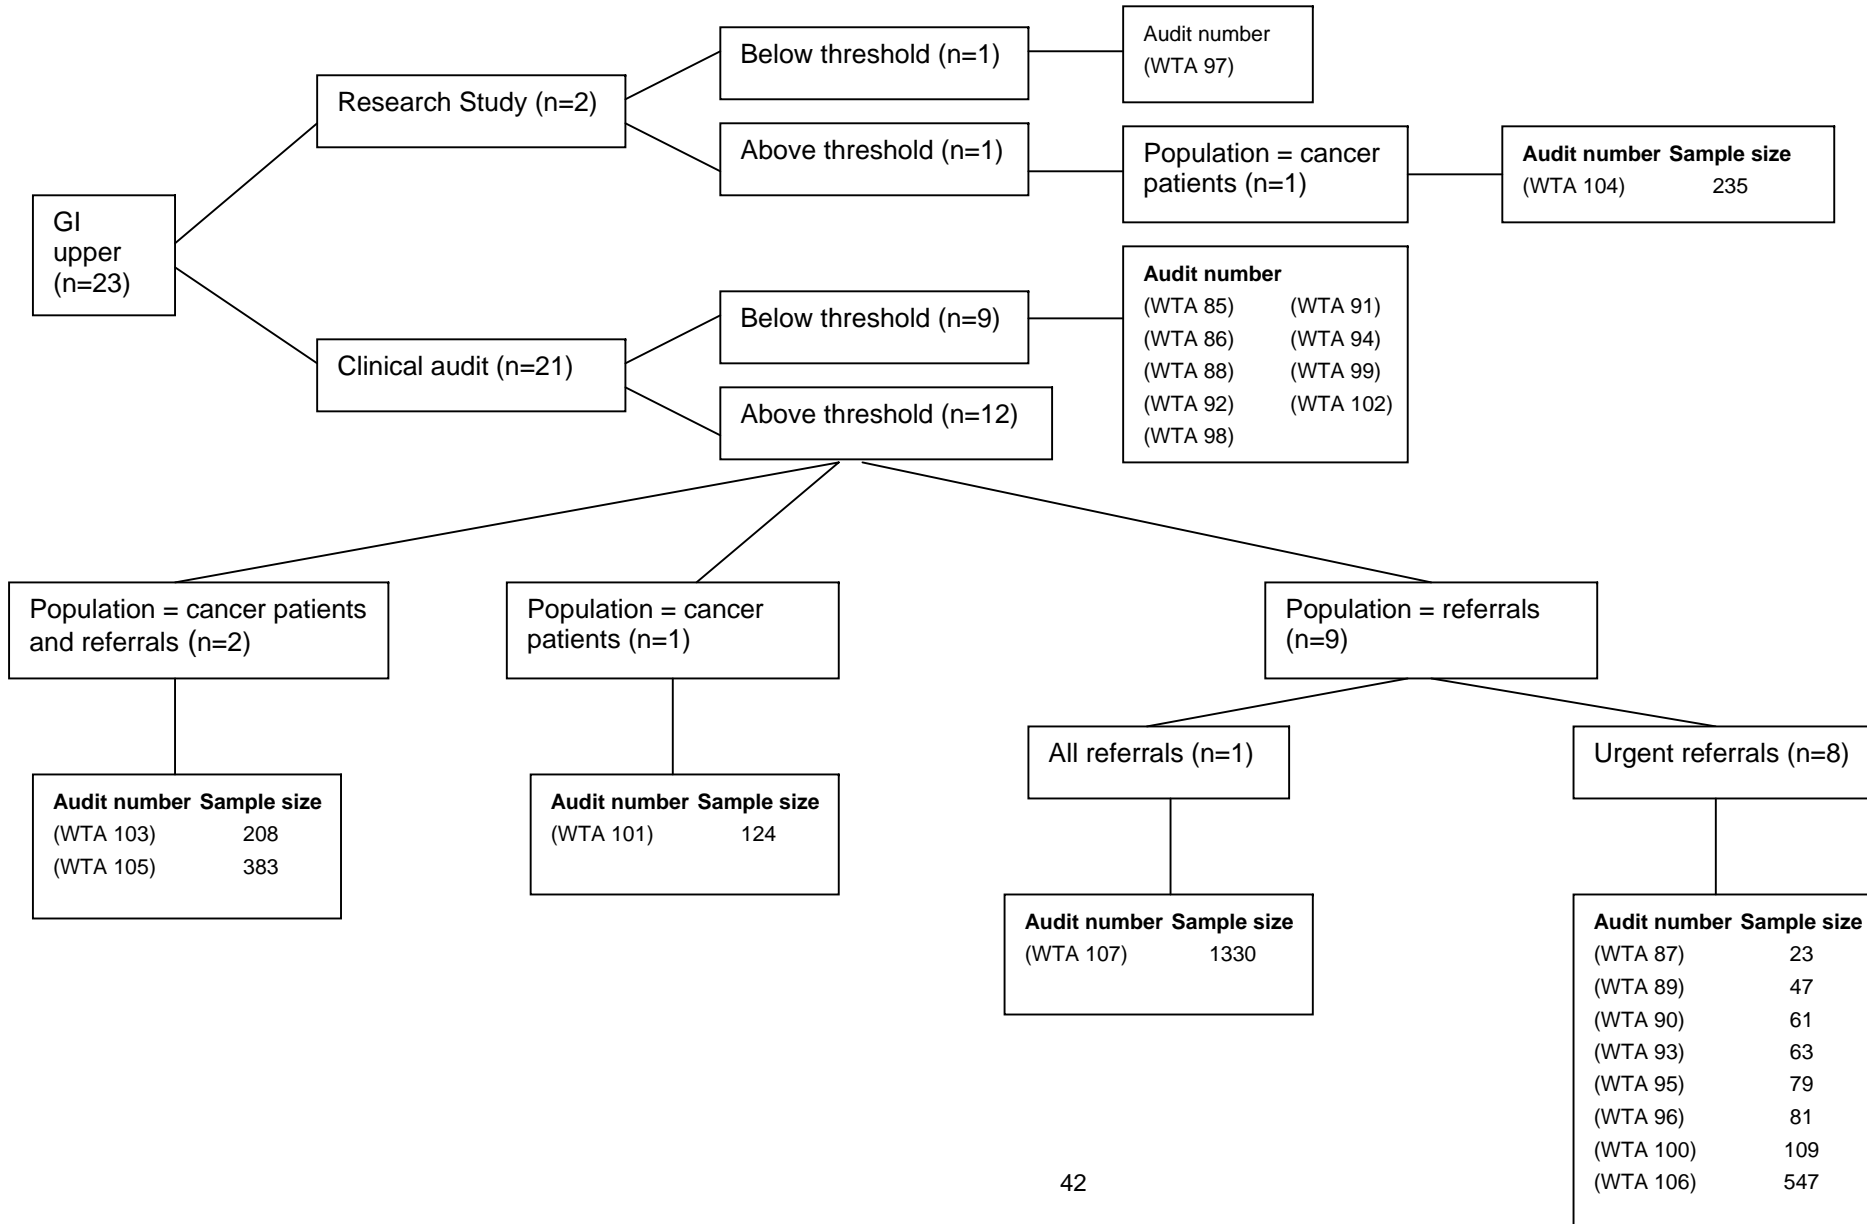 GI
upper
(n=23)
Research Study (n=2)
Below threshold (n=1)
Audit number
(WTA 97)
Above threshold (n=1)
Population = cancer
patients (n=1)
Audit number Sample size
(WTA 104) 235
Clinical audit (n=21)
Below threshold (n=9)
Audit number
(WTA 85) (WTA 91)
(WTA 86) (WTA 94)
(WTA 88) (WTA 99)
(WTA 92) (WTA 102)
(WTA 98)
Above threshold (n=12)
Population = cancer patients
and referrals (n=2)
Audit number Sample size
(WTA 103) 208
(WTA 105) 383
Population = cancer
patients (n=1)
Audit number Sample size
(WTA 101) 124
Population = referrals
(n=9)
All referrals (n=1)
Audit number Sample size
(WTA 107) 1330
Urgent referrals (n=8)
Audit number Sample size
(WTA 87) 23
(WTA 89) 47
(WTA 90) 61
(WTA 93) 63
(WTA 95) 79
(WTA 96) 81
(WTA 100) 109
(WTA 106) 547
42